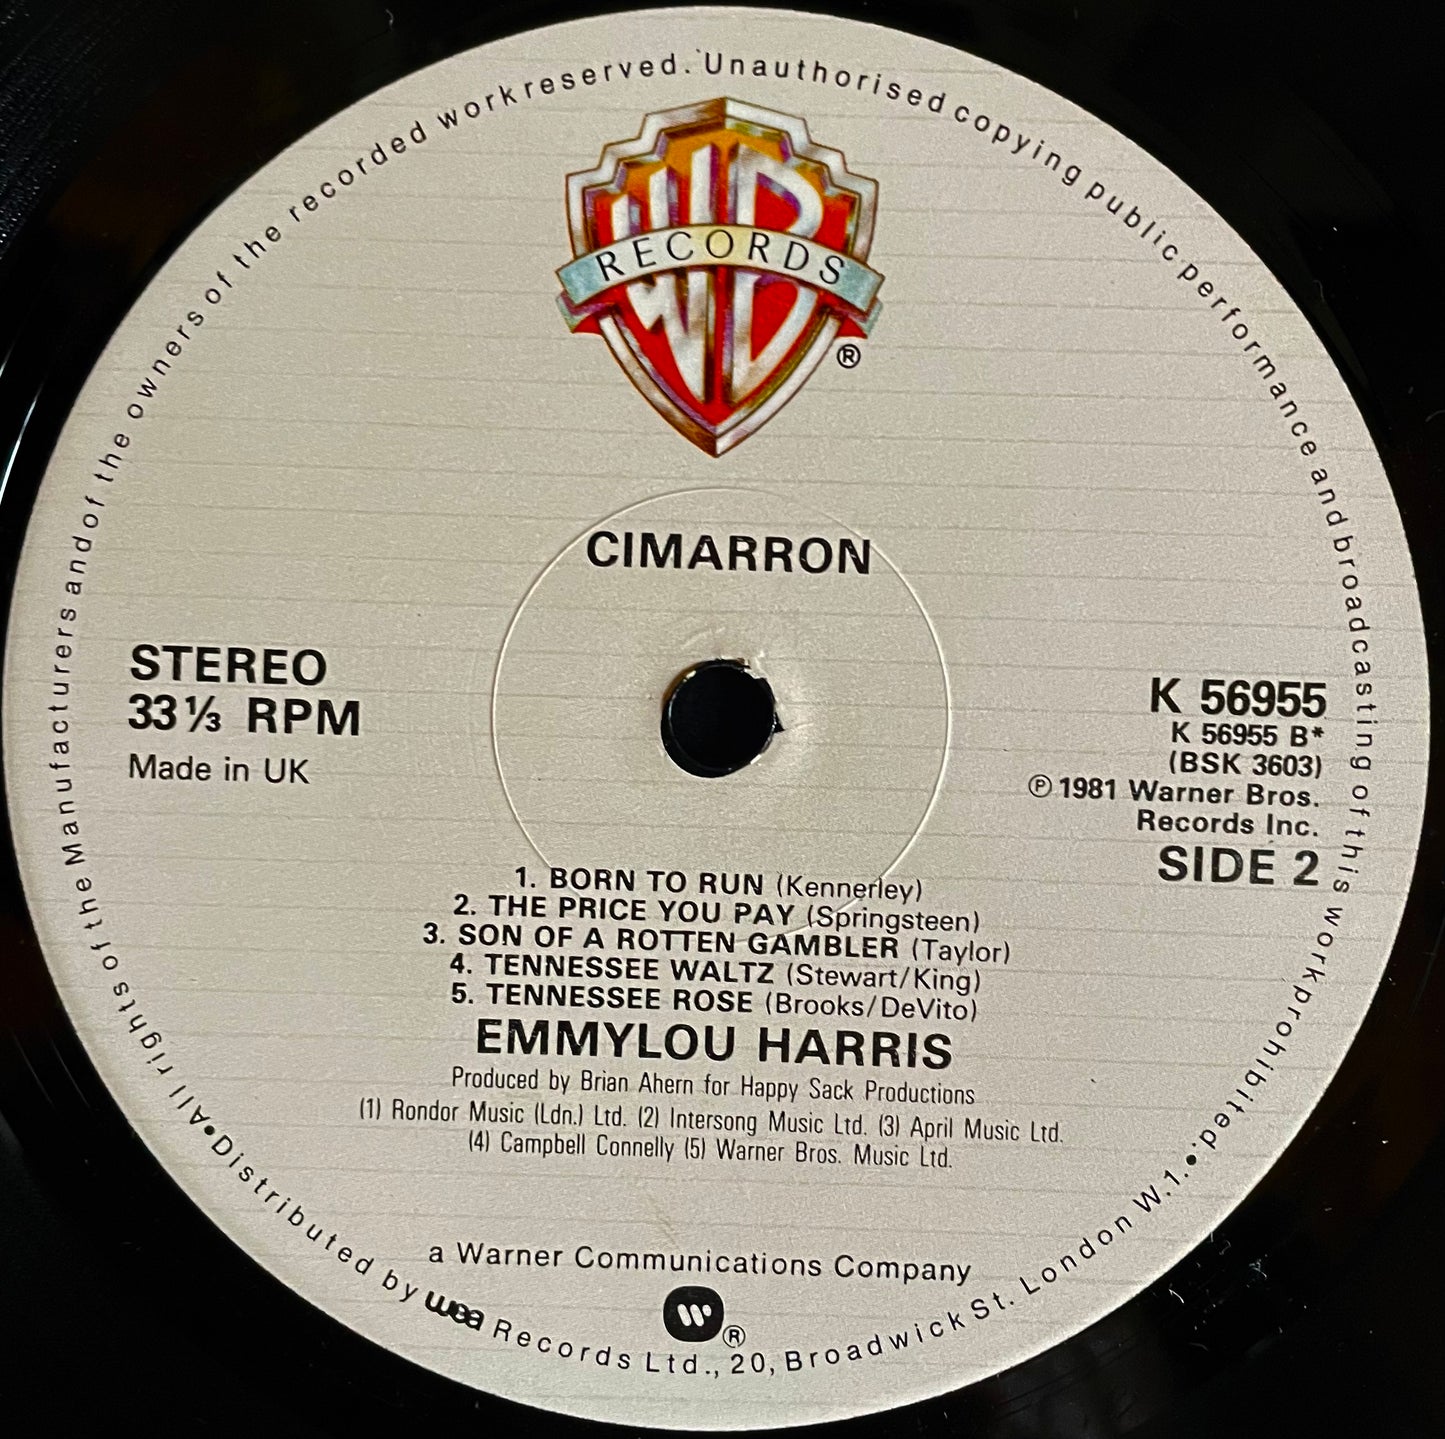 All rights of the Manufacturers and of the owners of the recorded work reserved. Unauthorised copying public performance and broadcasting of this work prohibited.
WB
RECORDS
®
CIMARRON
STEREO
33⅓ RPM
Made in UK
K 56955
K 56955 B*
(BSK 3603)
℗ 1981 Warner Bros.
Records Inc.
SIDE 2
1. BORN TO RUN (Kennerley)
2. THE PRICE YOU PAY (Springsteen)
3. SON OF A ROTTEN GAMBLER (Taylor)
4. TENNESSEE WALTZ (Stewart/King)
5. TENNESSEE ROSE (Brooks/DeVito)
EMMYLOU HARRIS
Produced by Brian Ahern for Happy Sack Productions
(1) Rondor Music (Ldn.) Ltd. (2) Intersong Music Ltd. (3) April Music Ltd.
(4) Campbell Connelly (5) Warner Bros. Music Ltd.
a Warner Communications Company
®
•Distributed by wea Records Ltd., 20, Broadwick St. London W.1.•